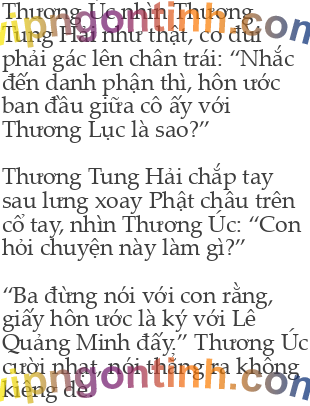 Thương Úc nhìn Thương
Tung Hải như thật, co đùi
phải gác lên chân trái: “Nhắc
đến danh phận thì, hôn ước
ban đầu giữa cô ấy với
Thương Lục là sao?”
Thương Tung Hải chắp tay
sau lưng xoay Phật châu trên
cổ tay, nhìn Thương Úc: “Con
hỏi chuyện này làm gì?”
“Ba đừng nói với con rằng,
giấy hôn ước là ký với Lê
Quảng Minh đấy.” Thương Úc
cười nhạt, nói thẳng ra không
kiêng dè.
vipngontinh.com
vipngontinh.com